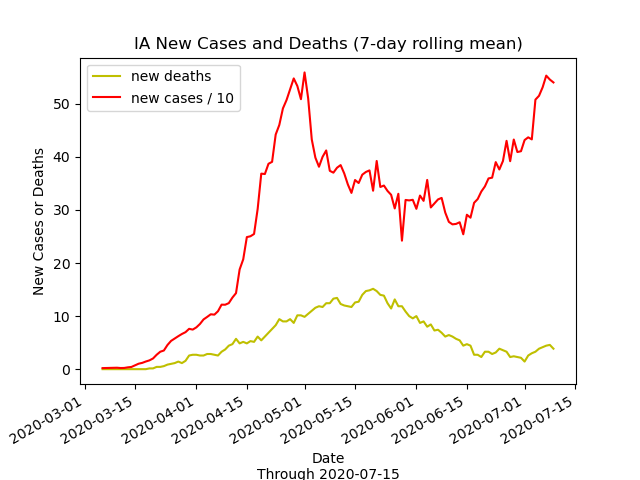 IA New Cases and Deaths (7-day rolling mean)
new deaths
new cases / 10
New Cases or Deaths
50
40
30
20
10
0
2020-03-01
2020-03-15
2020-04-01
2020-04-15
2020-05-01
2020-05-15
2020-06-01
2020-06-15
2020-07-01
2020-07-15
Date
Through 2020-07-15